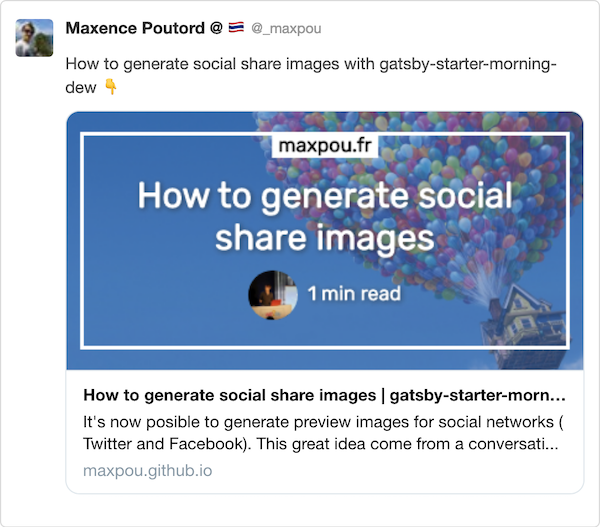 Maxence Poutord @ 🇹🇭 @_maxpou
How to generate social share images with gatsby-starter-morning-
dew 👇
maxpou.fr
How to generate social
share images
1 min read
How to generate social share images | gatsby-starter-morn...
It's now posible to generate preview images for social networks (
Twitter and Facebook). This great idea come from a conversati...
maxpou.github.io